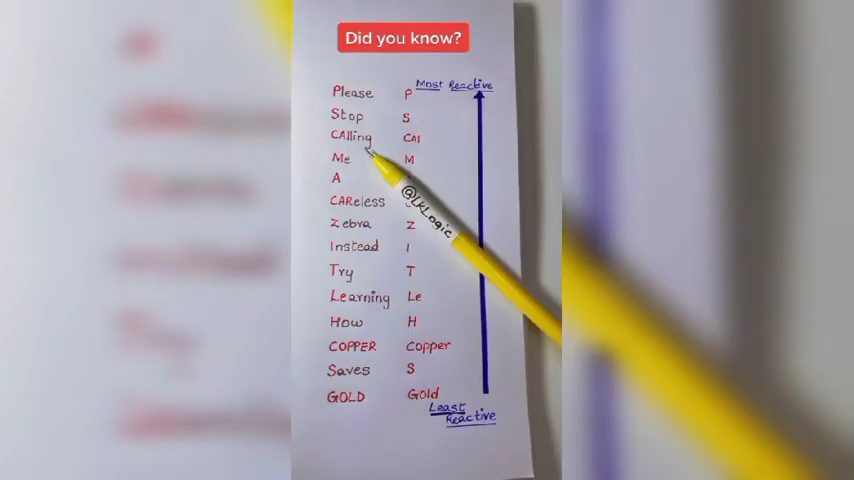 Did you know?
Most Reactive
Please P
Stop S
CAlling CAl
Me M
A
CAReless
Zebra Z
Instead I
Try T
Learning Le
How H
COPPER Copper
Saves S
GOLD Gold
Least
Reactive
@LKLogic